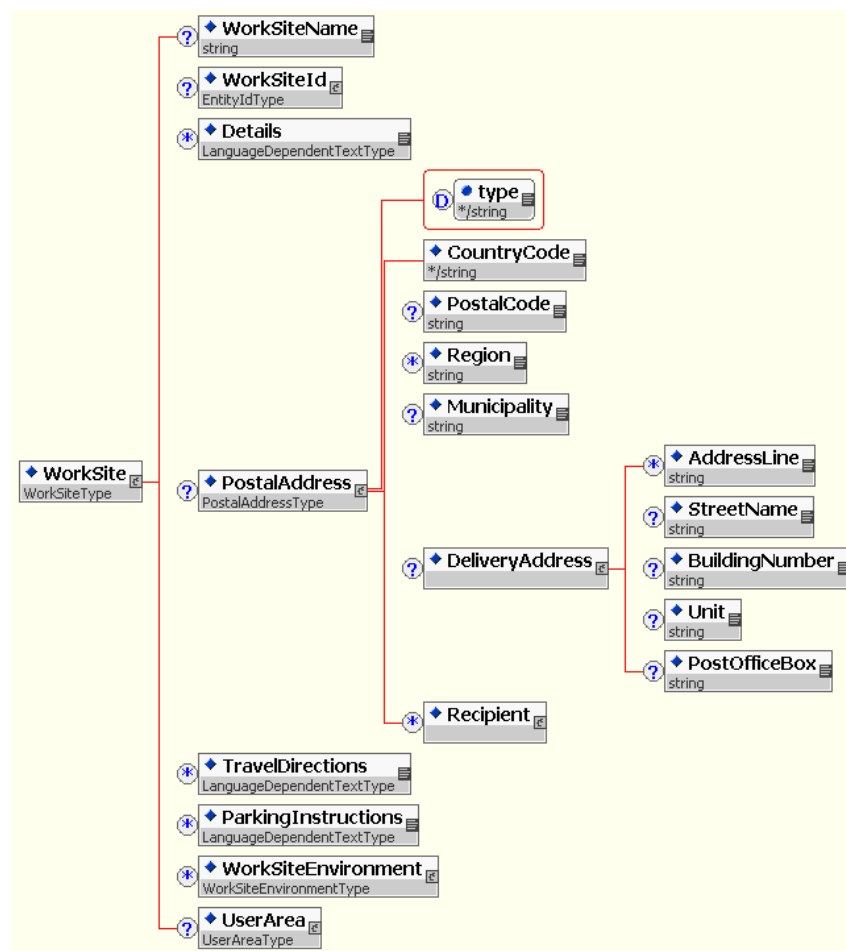 ? WorkSiteName
string
? WorkSiteId
EntityIdType
* Details
LanguageDependentTextType
D type
*/string
CountryCode
*/string
? PostalCode
string
* Region
string
? Municipality
string
WorkSite
WorkSiteType
? PostalAddress
PostalAddressType
? DeliveryAddress
* AddressLine
string
? StreetName
string
? BuildingNumber
string
? Unit
string
? PostOfficeBox
string
* Recipient
* TravelDirections
LanguageDependentTextType
* ParkingInstructions
LanguageDependentTextType
* WorkSiteEnvironment
WorkSiteEnvironmentType
? UserArea
UserAreaType